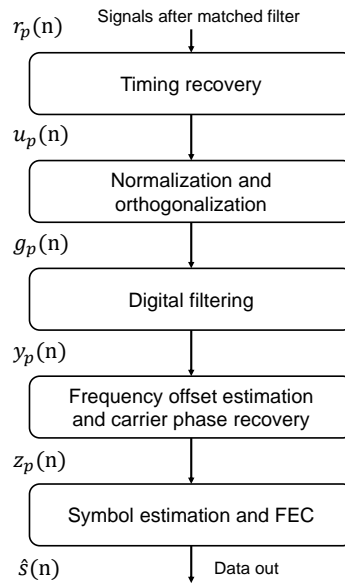 Signals after matched filter
r_p(n)
Timing recovery
u_p(n)
Normalization and
orthogonalization
g_p(n)
Digital filtering
y_p(n)
Frequency offset estimation
and carrier phase recovery
z_p(n)
Symbol estimation and FEC
ŝ(n)
Data out